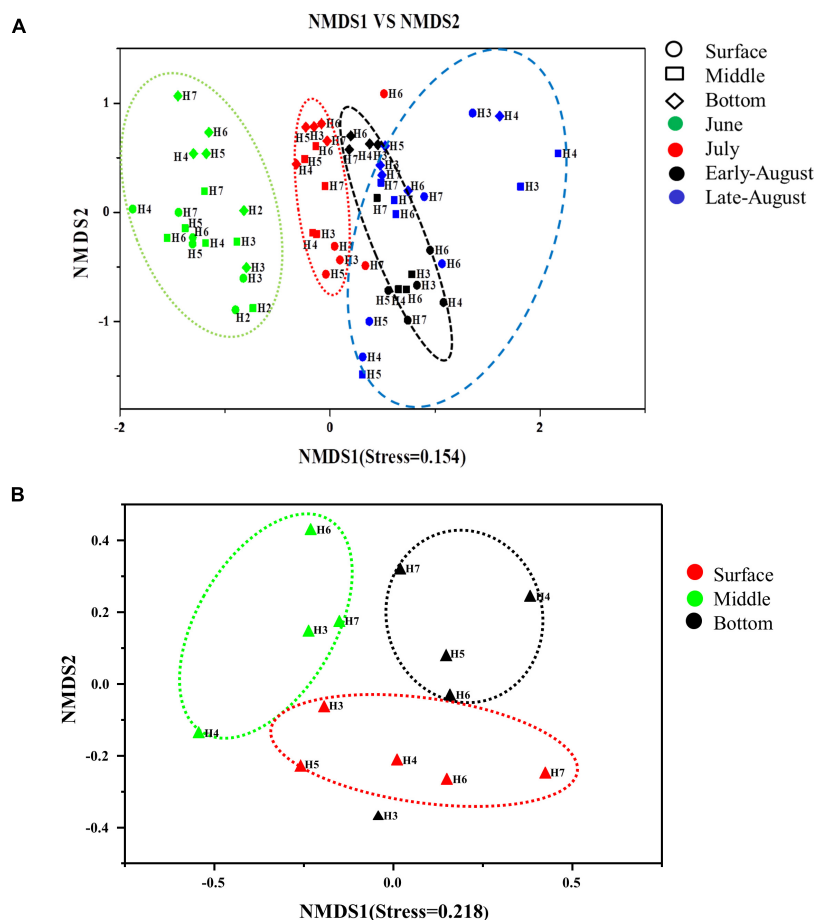 A
NMDS1 VS NMDS2
NMDS2
1
0
-1
-2
0
2
NMDS1(Stress=0.154)
Surface
Middle
Bottom
June
July
Early-August
Late-August
H7
H6
H4
H5
H7
H4
H7
H2
H5
H6
H6
H4
H3
H5
H3
H3
H2
H2
H6
H6
H5
H3
H7
H6
H5
H4
H7
H4
H3
H4
H3
H5
H7
H6
H7
H4
H3
H5
H3
H7
H7
H6
H7
H7
H6
H6
H6
H3
H3
H5
H4
H6
H4
H7
H5
H4
H5
H3
H4
H4
H3
B
NMDS2
0.4
0.2
0.0
-0.2
-0.4
-0.5
0.0
0.5
NMDS1(Stress=0.218)
Surface
Middle
Bottom
H6
H7
H4
H3
H7
H5
H6
H3
H4
H5
H4
H6
H7
H3